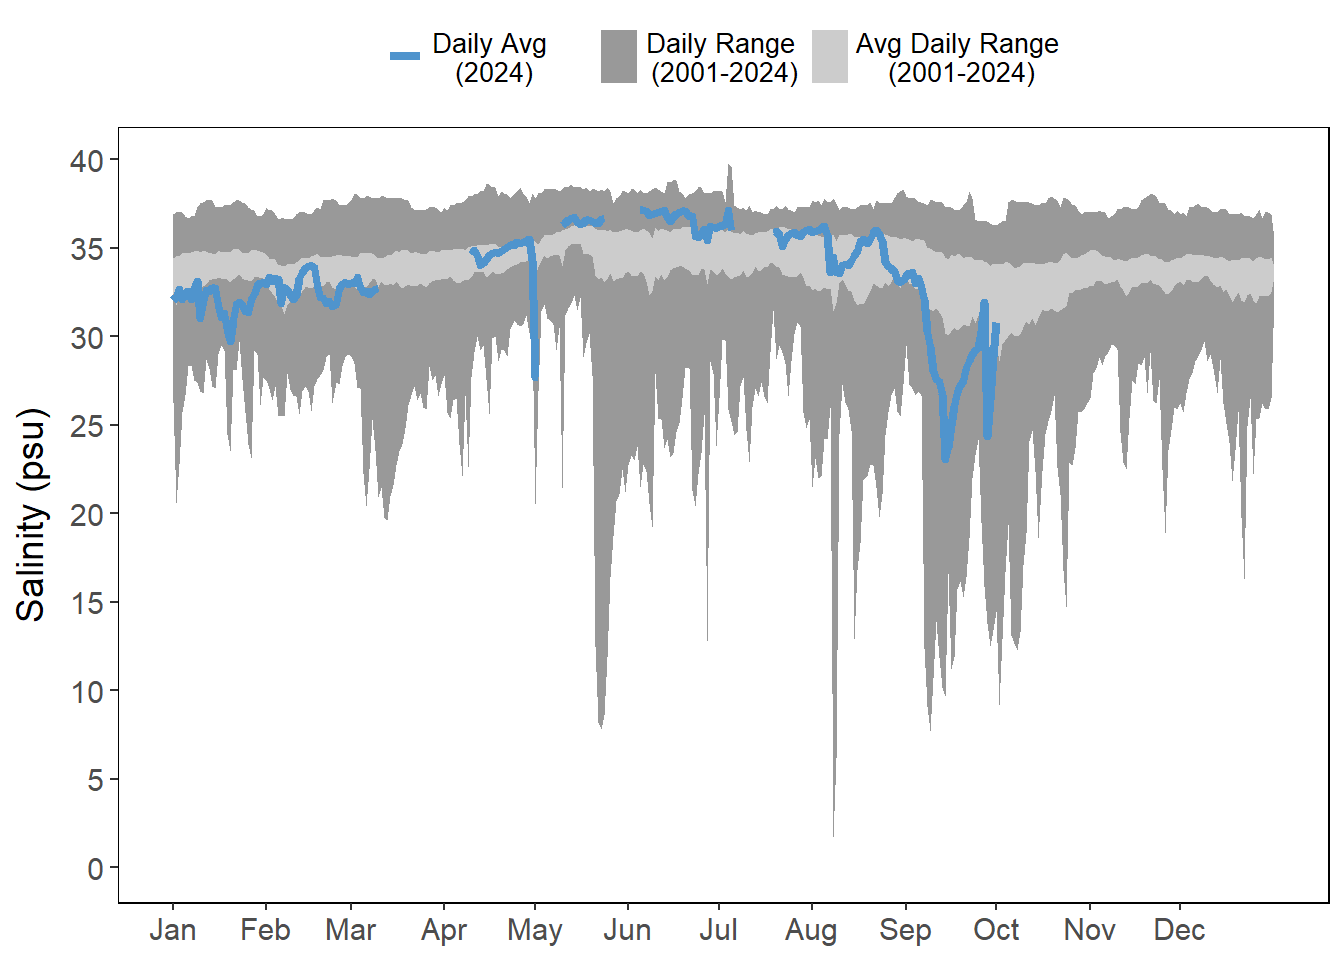 Daily Avg
(2024)
Daily Range
(2001-2024)
Avg Daily Range
(2001-2024)
Salinity (psu)
40
35
30
25
20
15
10
5
0
Jan Feb Mar Apr May Jun Jul Aug Sep Oct Nov Dec